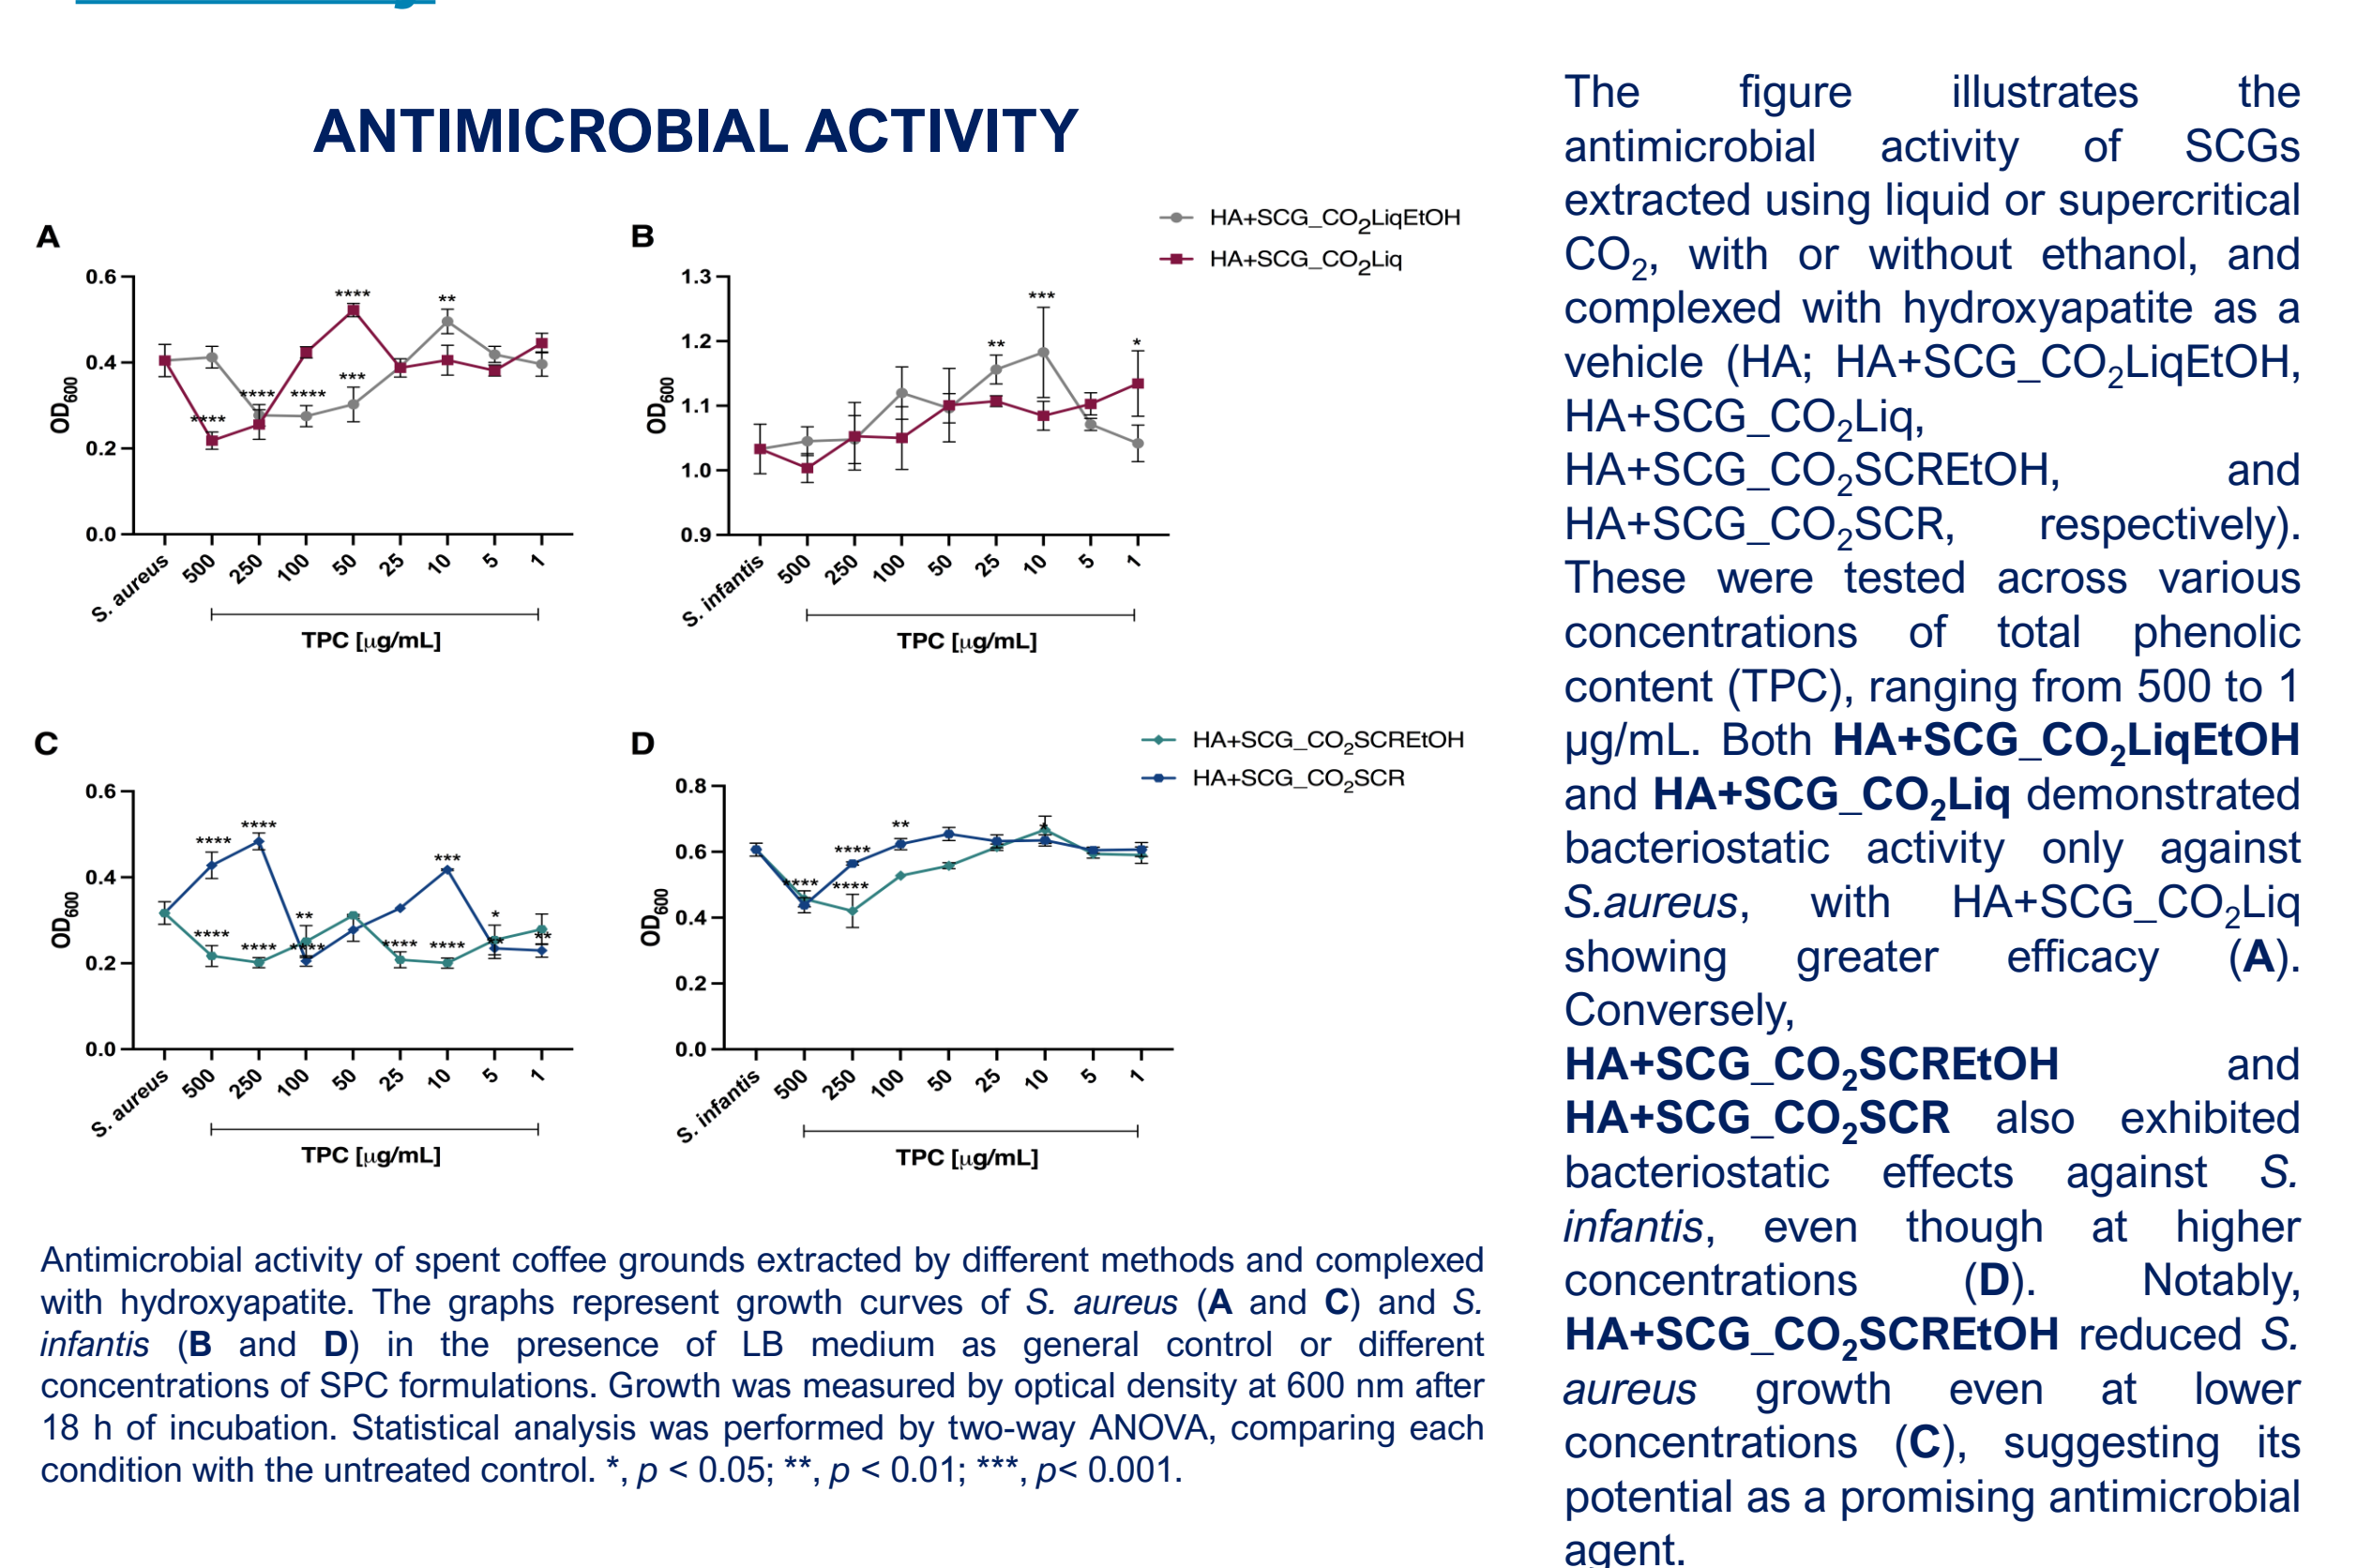 ANTIMICROBIAL ACTIVITY
A
0.6
0.4
0.2
0.0
OD600
****
****
****
****
***
**
S. aureus
500
250
100
50
25
10
5
1
TPC [µg/mL]
B
HA+SCG_CO2LiqEtOH
HA+SCG_CO2Liq
1.3
1.2
1.1
1.0
0.9
OD600
**
***
*
S. infantis
500
250
100
50
25
10
5
1
TPC [µg/mL]
C
0.6
0.4
0.2
0.0
OD600
****
****
****
****
**
****
****
****
***
*
**
**
S. aureus
500
250
100
50
25
10
5
1
TPC [µg/mL]
D
HA+SCG_CO2SCREtOH
HA+SCG_CO2SCR
0.8
0.6
0.4
0.2
0.0
OD600
****
****
****
**
*
S. infantis
500
250
100
50
25
10
5
1
TPC [µg/mL]
Antimicrobial activity of spent coffee grounds extracted by different methods and complexed
with hydroxyapatite. The graphs represent growth curves of S. aureus (A and C) and S.
infantis (B and D) in the presence of LB medium as general control or different
concentrations of SPC formulations. Growth was measured by optical density at 600 nm after
18 h of incubation. Statistical analysis was performed by two-way ANOVA, comparing each
condition with the untreated control. *, p < 0.05; **, p < 0.01; ***, p< 0.001.
The figure illustrates the
antimicrobial activity of SCGs
extracted using liquid or supercritical
CO2, with or without ethanol, and
complexed with hydroxyapatite as a
vehicle (HA; HA+SCG_CO2LiqEtOH,
HA+SCG_CO2Liq,
HA+SCG_CO2SCREtOH, and
HA+SCG_CO2SCR, respectively).
These were tested across various
concentrations of total phenolic
content (TPC), ranging from 500 to 1
µg/mL. Both HA+SCG_CO2LiqEtOH
and HA+SCG_CO2Liq demonstrated
bacteriostatic activity only against
S.aureus, with HA+SCG_CO2Liq
showing greater efficacy (A).
Conversely,
HA+SCG_CO2SCREtOH and
HA+SCG_CO2SCR also exhibited
bacteriostatic effects against S.
infantis, even though at higher
concentrations (D). Notably,
HA+SCG_CO2SCREtOH reduced S.
aureus growth even at lower
concentrations (C), suggesting its
potential as a promising antimicrobial
agent.